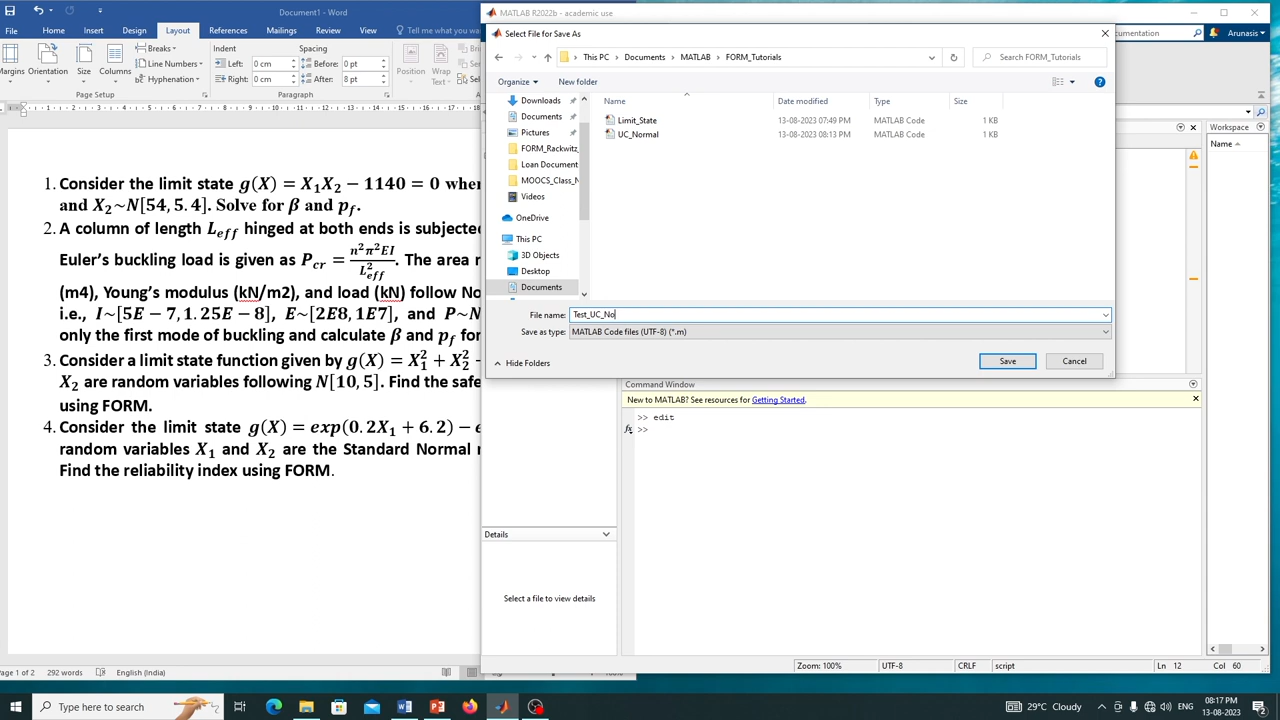 Document1 - Word
File Home Insert Design Layout References Mailings Review View Tell me what you want
Margins Orientation Size Columns
Breaks
Line Numbers
Hyphenation
Indent Spacing
Left: 0 cm Before: 0 pt
Right: 0 cm After: 8 pt
Position Wrap
Page Setup Paragraph
1. Consider the limit state g(X) = X₁X₂ − 1140 = 0
and X₂~N[54, 5.4]. Solve for β and p_f.
2. A column of length L_eff hinged at both ends is subjected
Euler's buckling load is given as P_cr = n²π²EI / L²_eff. The area
(m4), Young's modulus (kN/m2), and load (kN) follow
i.e., I~[5E − 7, 1.25E − 8], E~[2E8, 1E7], and P~N
only the first mode of buckling and calculate β and p_f
3. Consider a limit state function given by g(X) = X₁² + X₂²
X₂ are random variables following N[10, 5]. Find the
using FORM.
4. Consider the limit state g(X) = exp(0.2X₁ + 6.2) −
random variables X₁ and X₂ are the Standard Normal
Find the reliability index using FORM.
Page 1 of 2 292 words English (India)
MATLAB R2022b - academic use
Select File for Save As
This PC > Documents > MATLAB > FORM_Tutorials
Search FORM_Tutorials
Arunasis
Organize New folder
Name Date modified Type Size
Limit_State 13-08-2023 07:49 PM MATLAB Code 1 KB
UC_Normal 13-08-2023 08:13 PM MATLAB Code 1 KB
Downloads
Documents
Pictures
FORM_Rackwitz_
Loan Document
MOOCS_Class_N
Videos
OneDrive
This PC
3D Objects
Desktop
Documents
File name: Test_UC_No
Save as type: MATLAB Code files (UTF-8) (*.m)
Hide Folders
Save Cancel
Workspace
Name
Command Window
New to MATLAB? See resources for Getting Started.
>> edit
fx >>
Details
Select a file to view details
Zoom: 100% UTF-8 CRLF script Ln 12 Col 60
Type here to search
29°C Cloudy
ENG
08:17 PM
13-08-2023
2